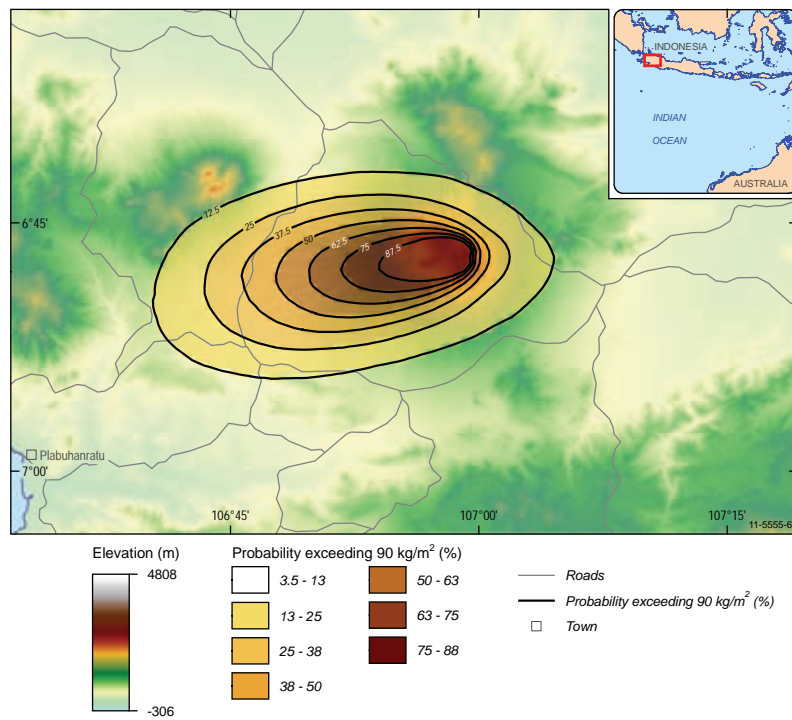 INDONESIA
INDIAN
OCEAN
AUSTRALIA
6°45'
12.5
25
37.5
50
62.5
75
87.5
Plabuhanratu
7°00'
106°45'
107°00'
107°15'
11-5555-6
Elevation (m)
4808
-306
Probability exceeding 90 kg/m² (%)
3.5 - 13
13 - 25
25 - 38
38 - 50
50 - 63
63 - 75
75 - 88
Roads
Probability exceeding 90 kg/m² (%)
Town